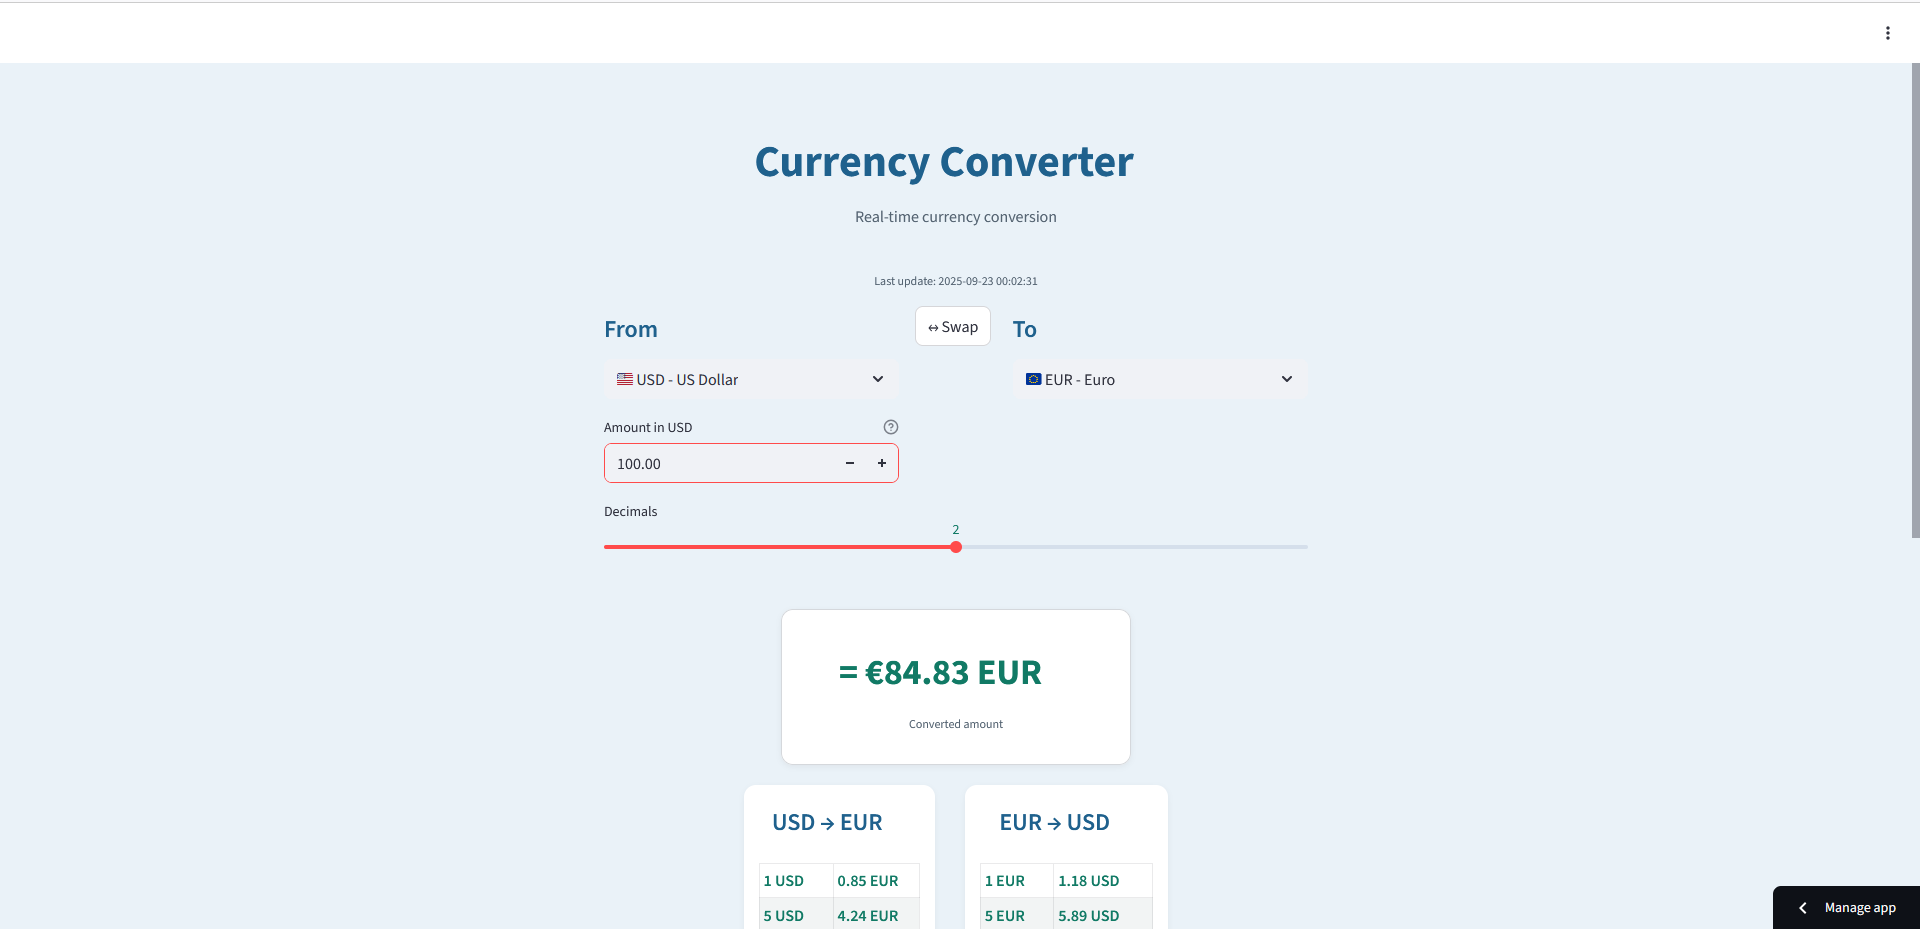 Currency Converter
Real-time currency conversion
Last update: 2025-09-23 00:02:31
From
↔ Swap
To
USD - US Dollar
EUR - Euro
Amount in USD
100.00
Decimals
2
= €84.83 EUR
Converted amount
USD → EUR
EUR → USD
1 USD 0.85 EUR
1 EUR 1.18 USD
5 USD 4.24 EUR
5 EUR 5.89 USD
Manage app